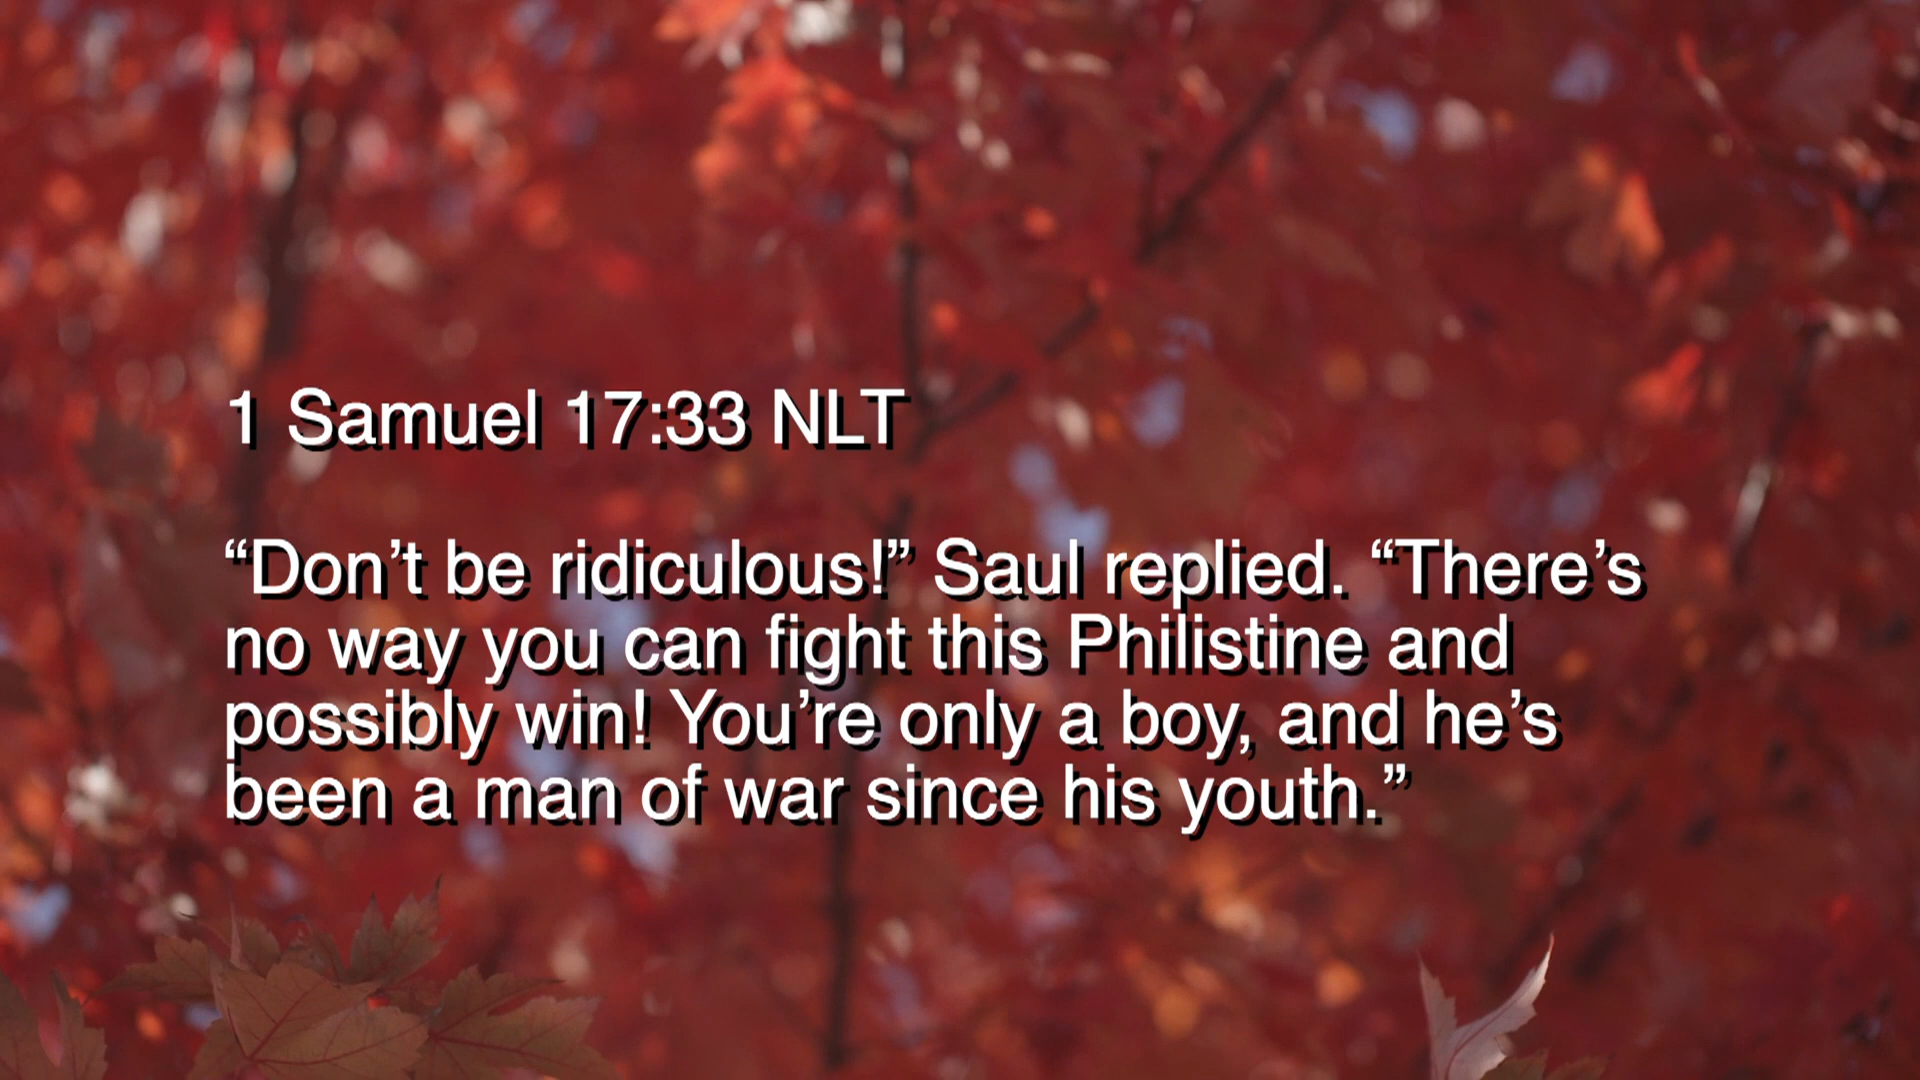 1 Samuel 17:33 NLT
“Don’t be ridiculous!” Saul replied. “There’s
no way you can fight this Philistine and
possibly win! You’re only a boy, and he’s
been a man of war since his youth.”